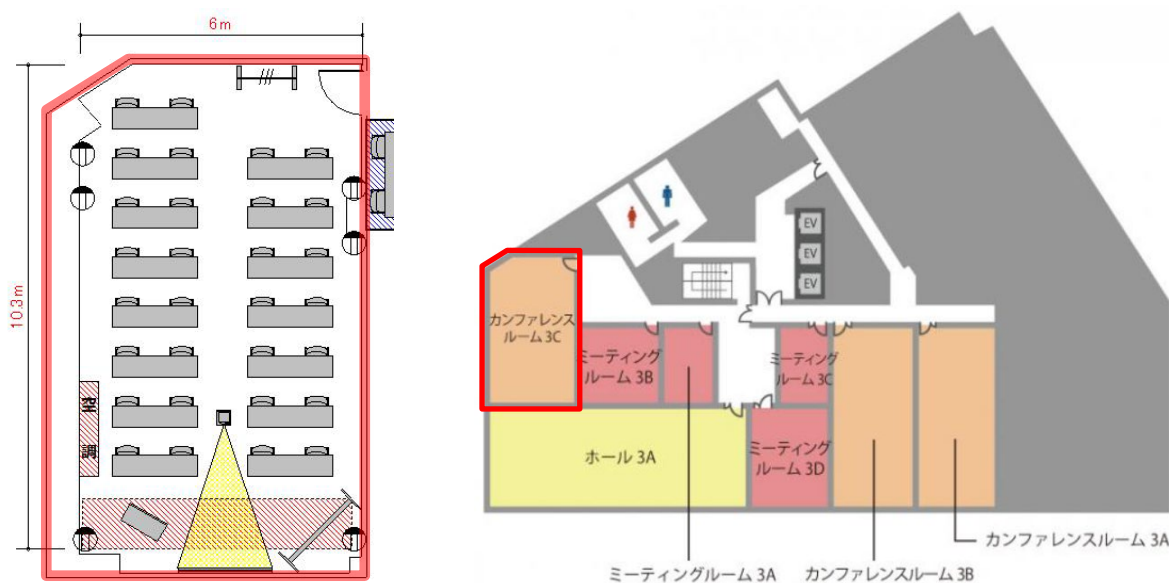 6m
10.3m
空
調
EV
EV
EV
カンファレンス
ルーム 3C
ミーティング
ルーム 3B
ミーティング
ルーム 3C
ホール 3A
ミーティング
ルーム 3D
カンファレンスルーム 3A
ミーティングルーム 3A
カンファレンスルーム 3B